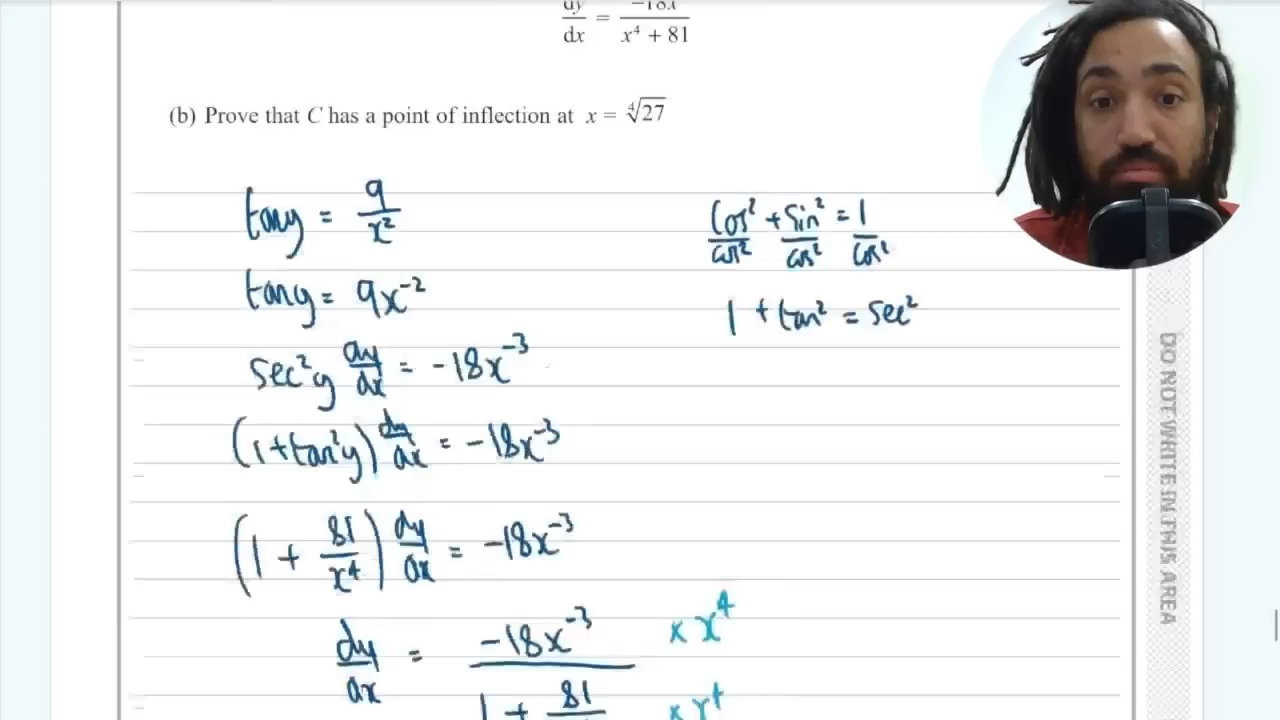 dy/dx = -18x/x⁴ + 81
(b) Prove that C has a point of inflection at x = ∜27
tany = 9/x²
tany = 9x⁻²
sec²y dy/dx = -18x⁻³
(1+tan²y) dy/dx = -18x⁻³
(1 + 81/x⁴) dy/dx = -18x⁻³
dy/dx = -18x⁻³ × x⁴
1 + 81 × x⁴
cos²/cos² + sin²/cos² = 1/cos²
1 + tan² = sec²
DO NOT WRITE IN THIS AREA